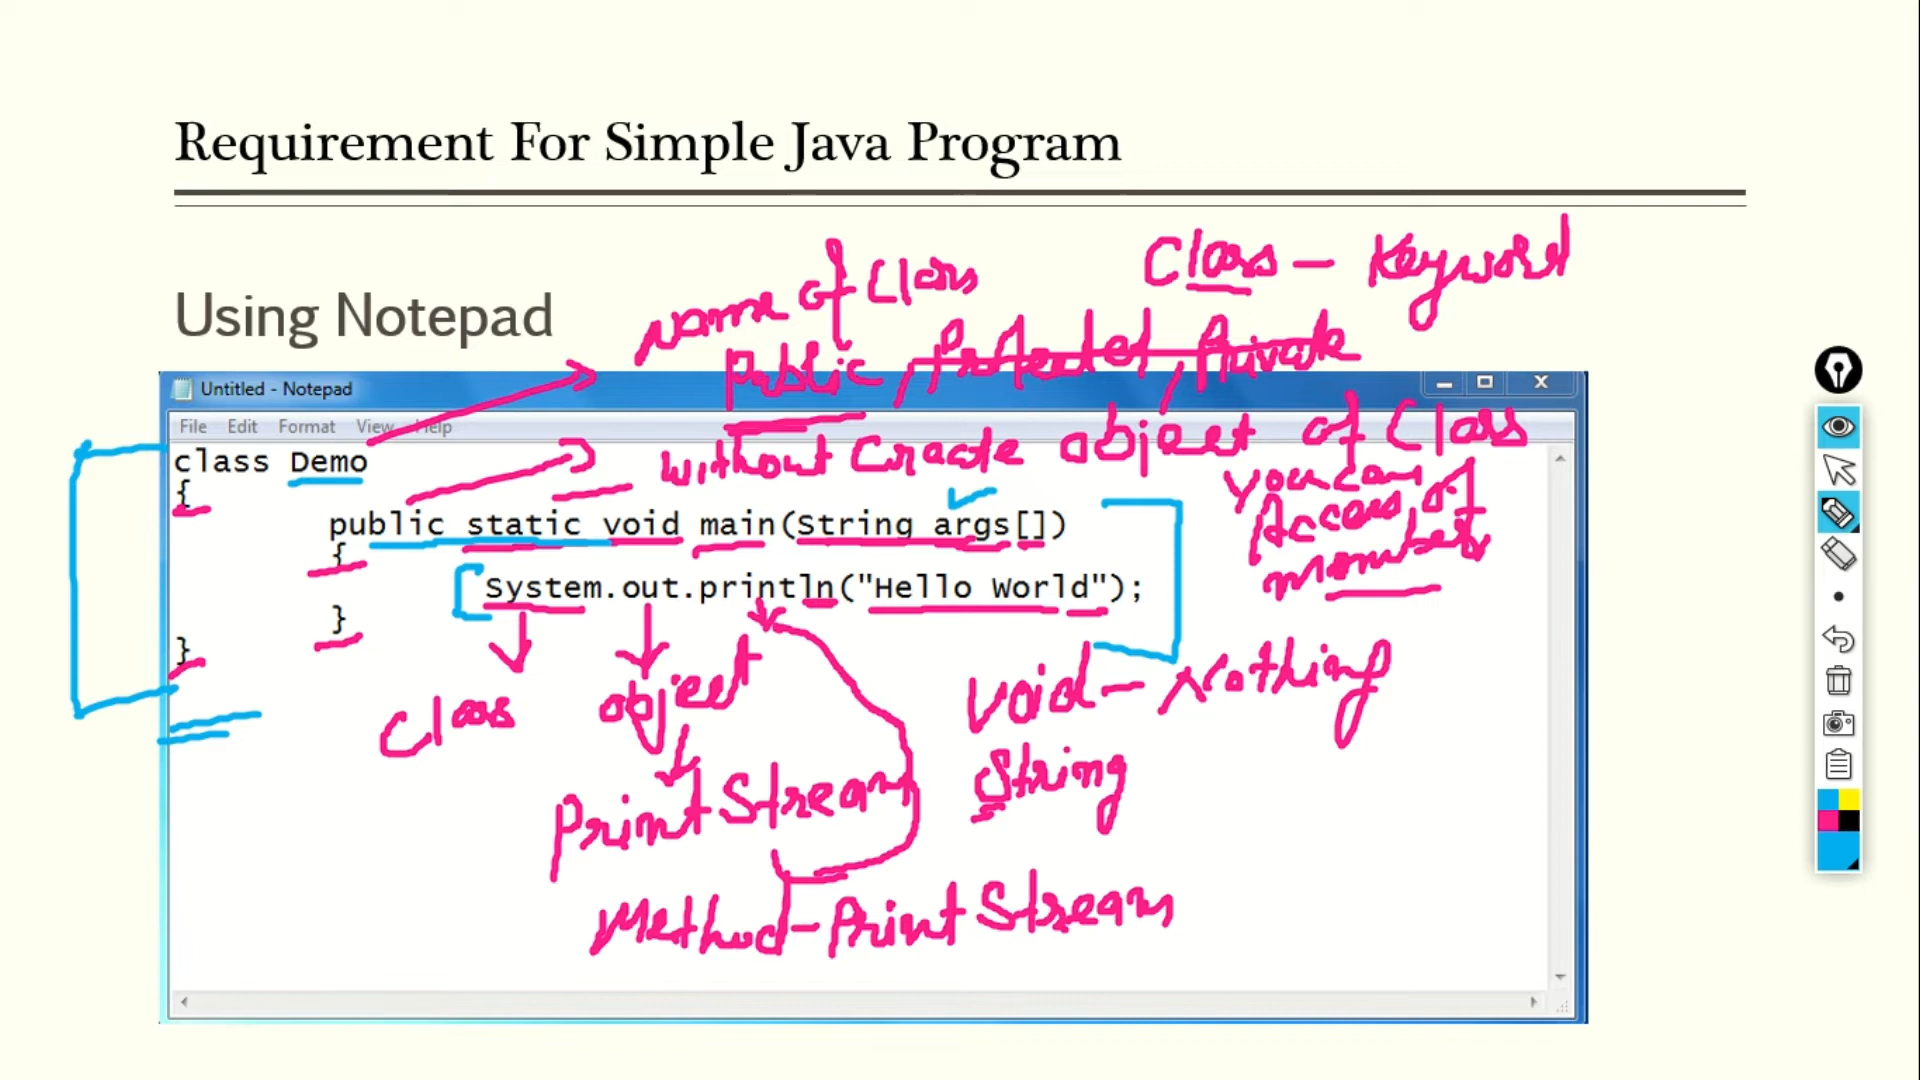 Requirement For Simple Java Program
Using Notepad
Name of Class
Class - Keyword
Public, Protected, Private
Untitled - Notepad
File Edit Format View Help
without Create object of Class
You can
Access of
member
class Demo
{
public static void main(String args[])
{
System.out.println("Hello World");
}
}
Class
object
Void - Nothing
String
PrintStream
Method - PrintStream